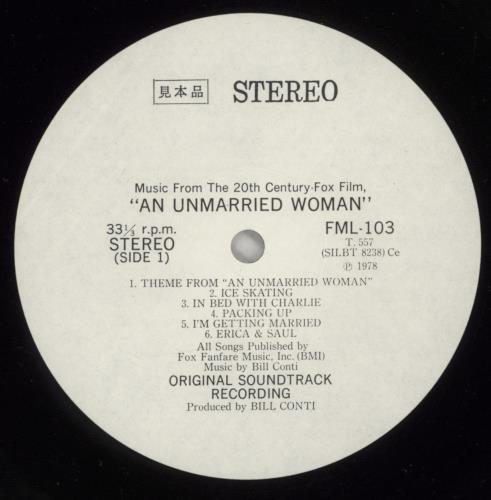 見本品 STEREO
Music From The 20th Century-Fox Film,
"AN UNMARRIED WOMAN"
33⅓ r.p.m.
STEREO
(SIDE 1)
FML-103
T. 557
(SILBT 8238) Ce
℗ 1978
1. THEME FROM "AN UNMARRIED WOMAN"
2. ICE SKATING
3. IN BED WITH CHARLIE
4. PACKING UP
5. I'M GETTING MARRIED
6. ERICA & SAUL
All Songs Published by
Fox Fanfare Music, Inc. (BMI)
Music by Bill Conti
ORIGINAL SOUNDTRACK
RECORDING
Produced by BILL CONTI